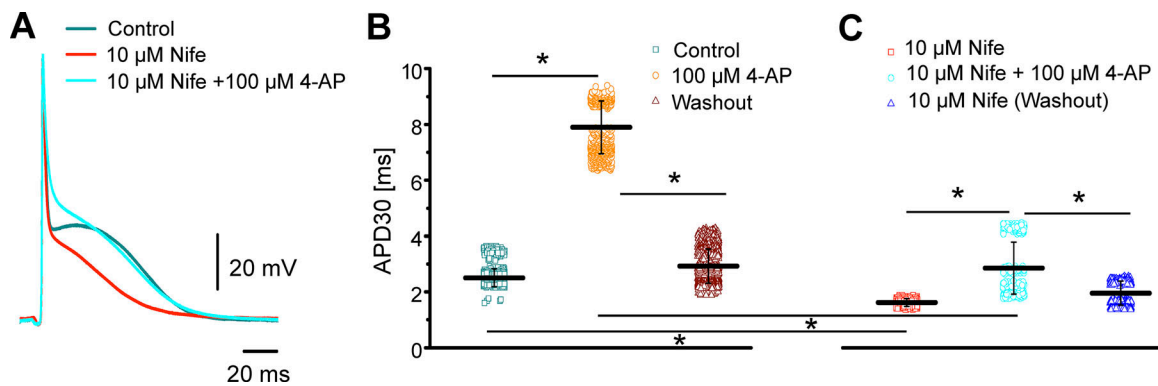 A
Control
10 µM Nife
10 µM Nife +100 µM 4-AP
20 mV
20 ms
B
Control
100 µM 4-AP
Washout
APD30 [ms]
10
8
6
4
2
0
*
*
*
*
C
10 µM Nife
10 µM Nife + 100 µM 4-AP
10 µM Nife (Washout)
*
*